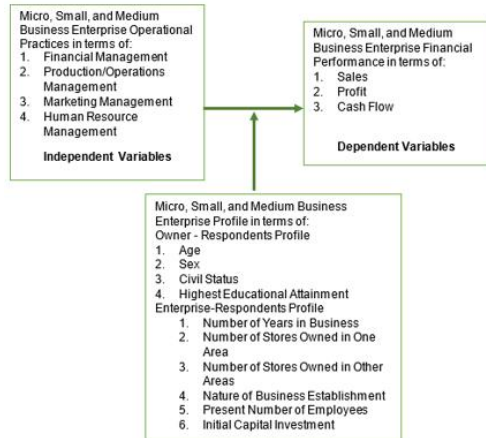 Micro, Small, and Medium
Business Enterprise Operational
Practices in terms of:
1. Financial Management
2. Production/Operations
Management
3. Marketing Management
4. Human Resource
Management
Independent Variables
Micro, Small, and Medium
Business Enterprise Financial
Performance in terms of:
1. Sales
2. Profit
3. Cash Flow
Dependent Variables
Micro, Small, and Medium Business
Enterprise Profile in terms of:
Owner - Respondents Profile
1. Age
2. Sex
3. Civil Status
4. Highest Educational Attainment
Enterprise-Respondents Profile
1. Number of Years in Business
2. Number of Stores Owned in One
Area
3. Number of Stores Owned in Other
Areas
4. Nature of Business Establishment
5. Present Number of Employees
6. Initial Capital Investment